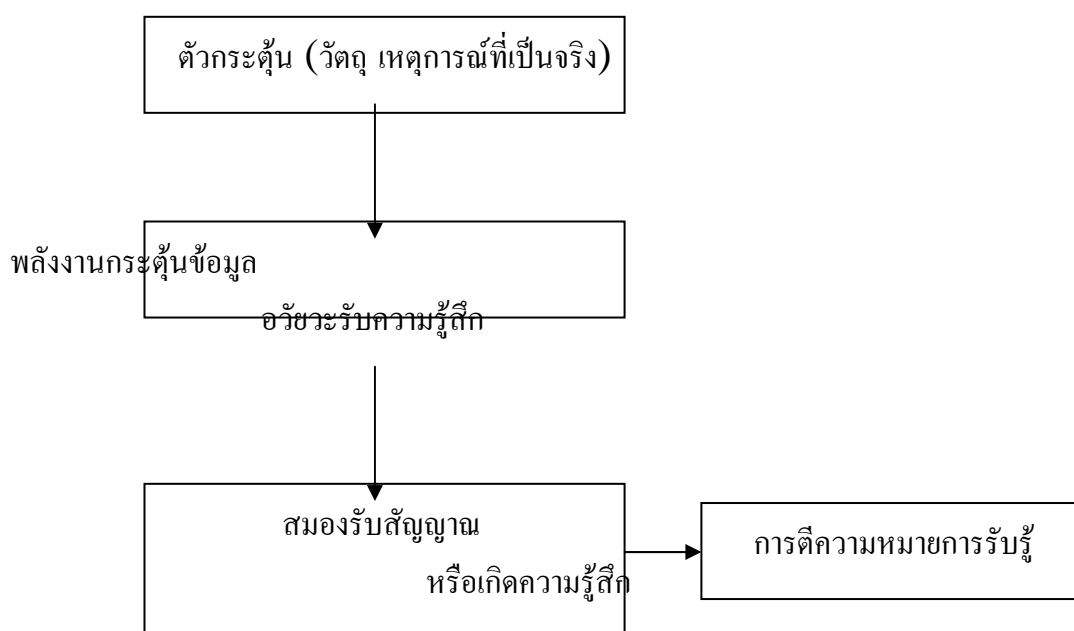 ตัวกระตุ้น (วัตถุ เหตุการณ์ที่เป็นจริง)
พลังงานกระตุ้นข้อมูล
อวัยวะรับความรู้สึก
สมองรับสัญญาณ
หรือเกิดความรู้สึก
การตีความหมายการรับรู้